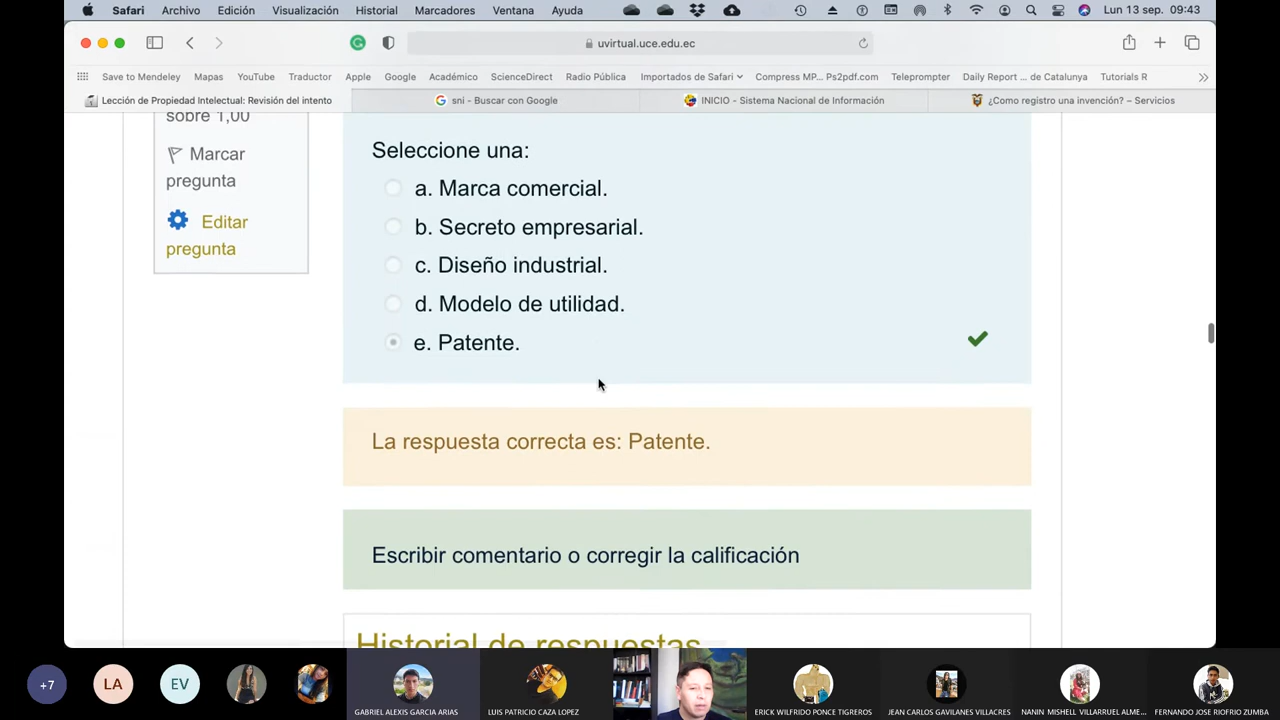 Safari Archivo Edición Visualización Historial Marcadores Ventana Ayuda Lun 13 sep. 09:43
uvirtual.uce.edu.ec
Save to Mendeley Mapas YouTube Traductor Apple Google Académico ScienceDirect Radio Pública Importados de Safari Compress MP... Ps2pdf.com Teleprompter Daily Report ... de Catalunya Tutorials R
Lección de Propiedad Intelectual: Revisión del intento sni - Buscar con Google INICIO - Sistema Nacional de Información ¿Como registro una invención? – Servicios
sobre 1,00
Marcar
pregunta
Editar
pregunta
Seleccione una:
a. Marca comercial.
b. Secreto empresarial.
c. Diseño industrial.
d. Modelo de utilidad.
e. Patente.
La respuesta correcta es: Patente.
Escribir comentario o corregir la calificación
Historial de respuestas
+7 LA EV
GABRIEL ALEXIS GARCIA ARIAS LUIS PATRICIO CAZA LOPEZ ERICK WILFRIDO PONCE TIGREROS JEAN CARLOS GAVILANES VILLACRES NANIN MISHELL VILLARRUEL ALME... FERNANDO JOSE RIOFRIO ZUMBA